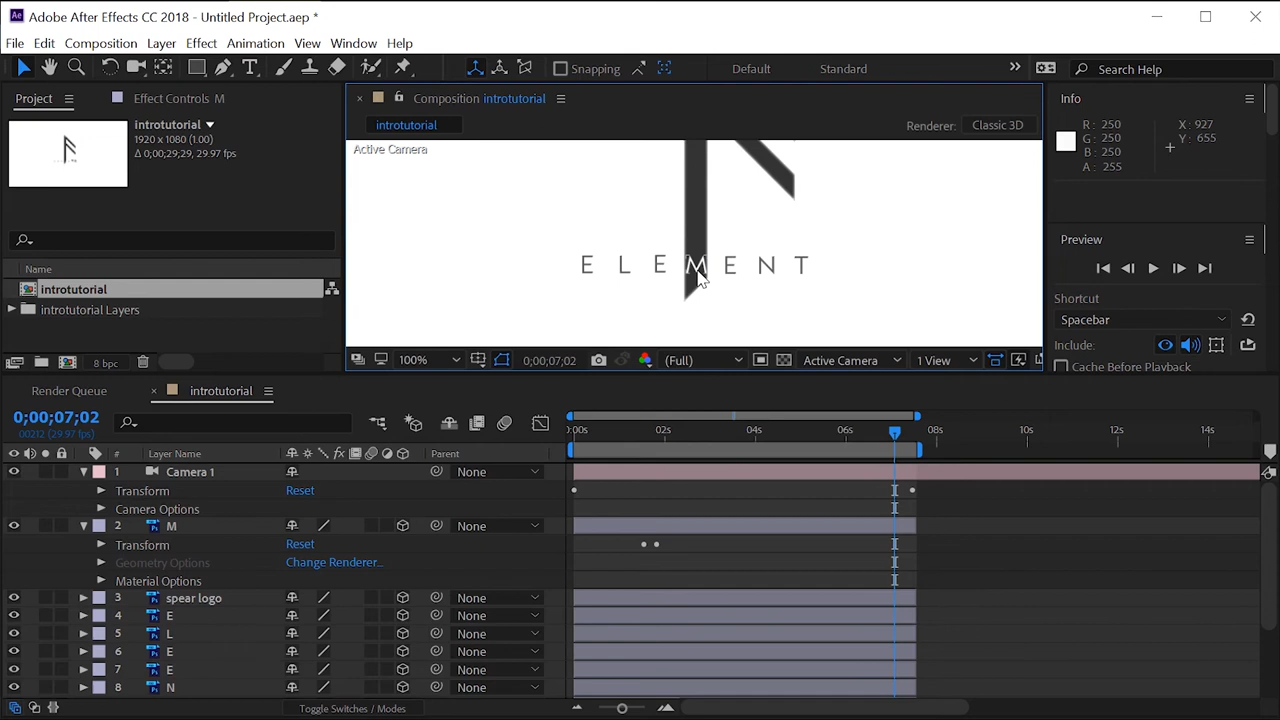 Adobe After Effects CC 2018 - Untitled Project.aep *
File Edit Composition Layer Effect Animation View Window Help
Snapping Default Standard Search Help
Project Effect Controls M
introtutorial
1920 x 1080 (1.00)
Δ 0;00;29;29, 29.97 fps
Name
introtutorial
introtutorial Layers
8 bpc
Composition introtutorial
introtutorial
Renderer: Classic 3D
Active Camera
E L E M E N T
100% 0;00;07;02 (Full) Active Camera 1 View
Info
R: 250
G: 250
B: 250
A: 255
X: 927
Y: 655
Preview
Shortcut
Spacebar
Include:
Cache Before Playback
Render Queue introtutorial
0;00;07;02
00212 (29.97 fps)
:00s 02s 04s 06s 08s 10s 12s 14s
# Layer Name Parent
1 Camera 1 None
Transform Reset
Camera Options
2 M None
Transform Reset
Geometry Options Change Renderer...
Material Options
3 spear logo None
4 E None
5 L None
6 E None
7 E None
8 N None
Toggle Switches / Modes